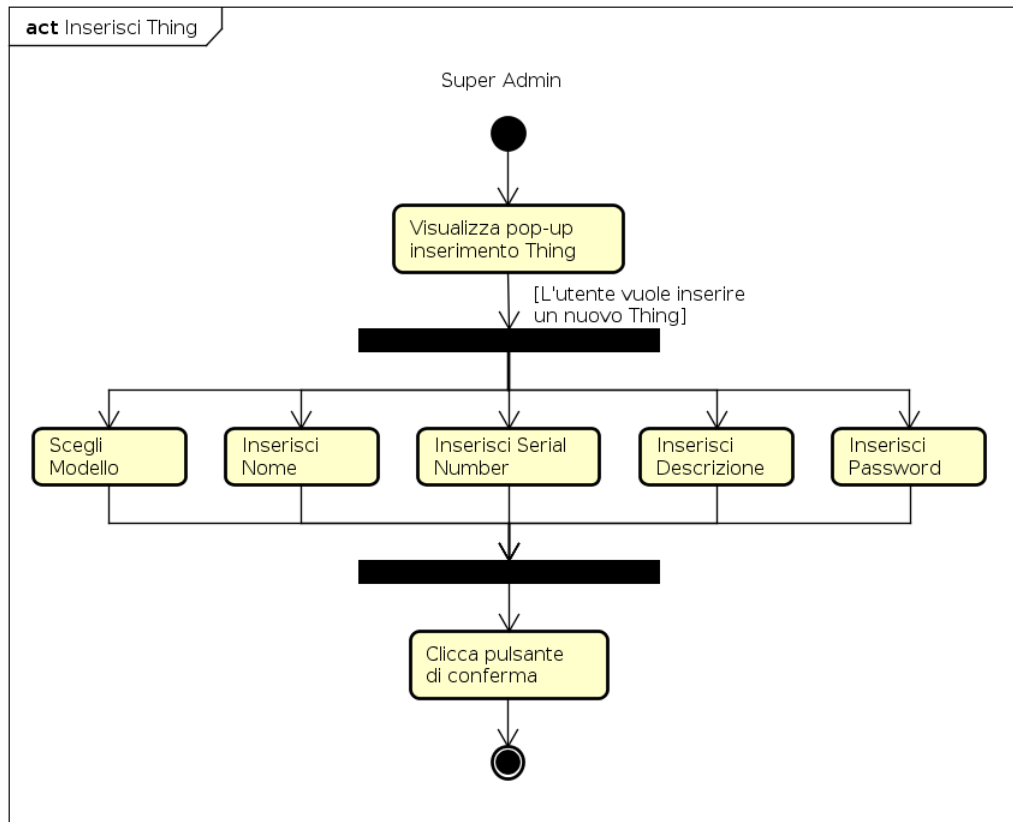 act Inserisci Thing
Super Admin
Visualizza pop-up
inserimento Thing
[L'utente vuole inserire
un nuovo Thing]
Scegli
Modello
Inserisci
Nome
Inserisci Serial
Number
Inserisci
Descrizione
Inserisci
Password
Clicca pulsante
di conferma